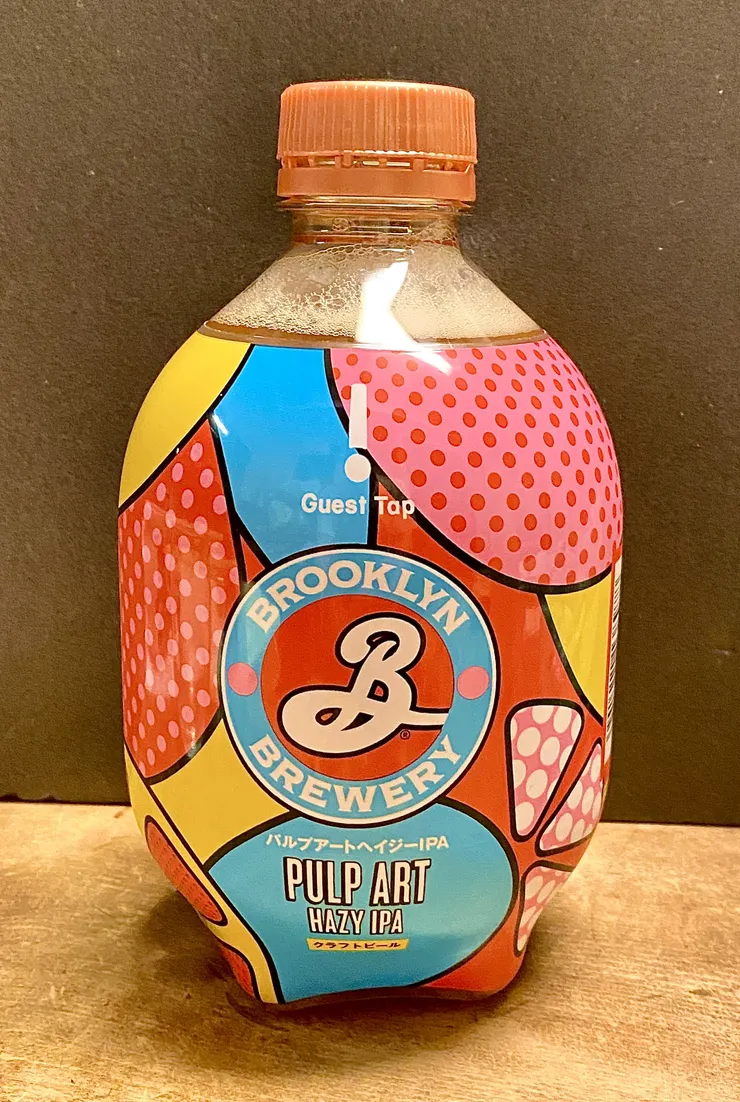 Guest Tap
BROOKLYN
B
®
BREWERY
パルプアートヘイジーIPA
PULP ART
HAZY IPA
クラフトビール